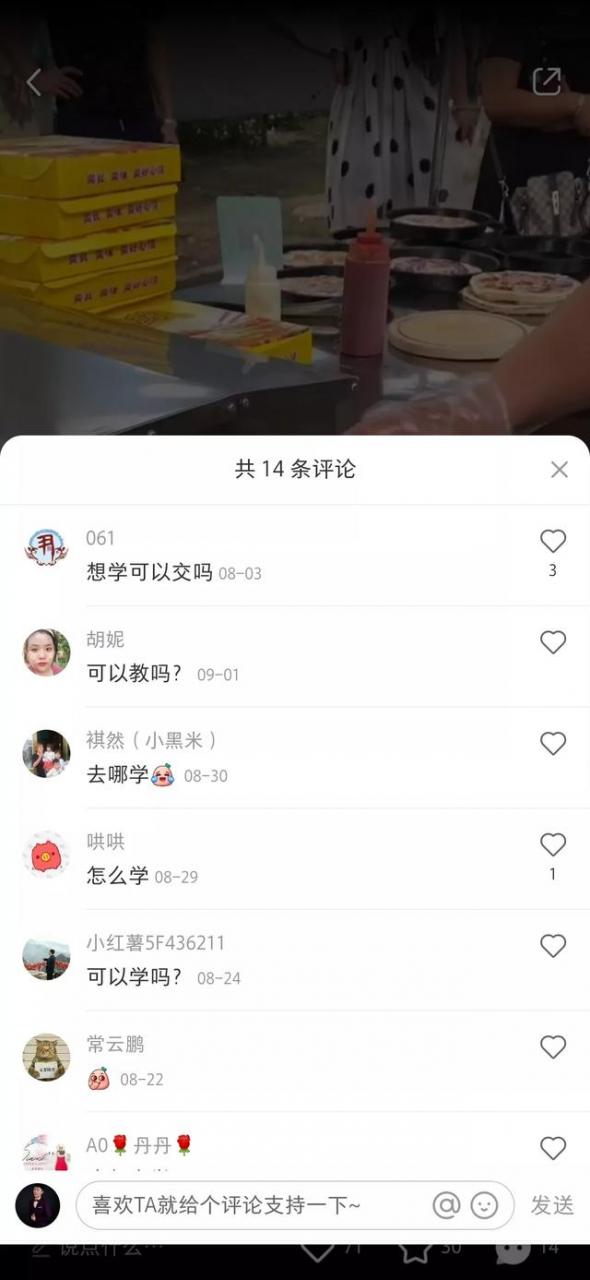 共 14 条评论
061
想学可以交吗 08-03
3
胡妮
可以教吗？ 09-01
祺然（小黑米）
去哪学 08-30
哄哄
怎么学 08-29
1
小红薯5F436211
可以学吗？ 08-24
常云鹏
08-22
A0🌹丹丹🌹
喜欢TA就给个评论支持一下~
发送
说点什么…
71
30
14